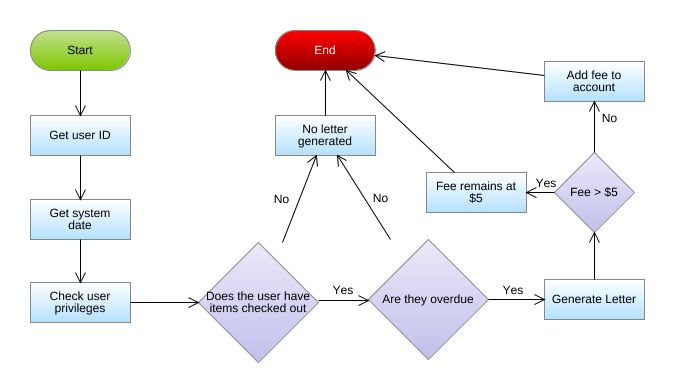 Start
End
Add fee to
account
Get user ID
No letter
generated
No
Fee remains at
$5
Yes
Fee > $5
Get system
date
No
No
Check user
privileges
Does the user have
items checked out
Yes
Are they overdue
Yes
Generate Letter